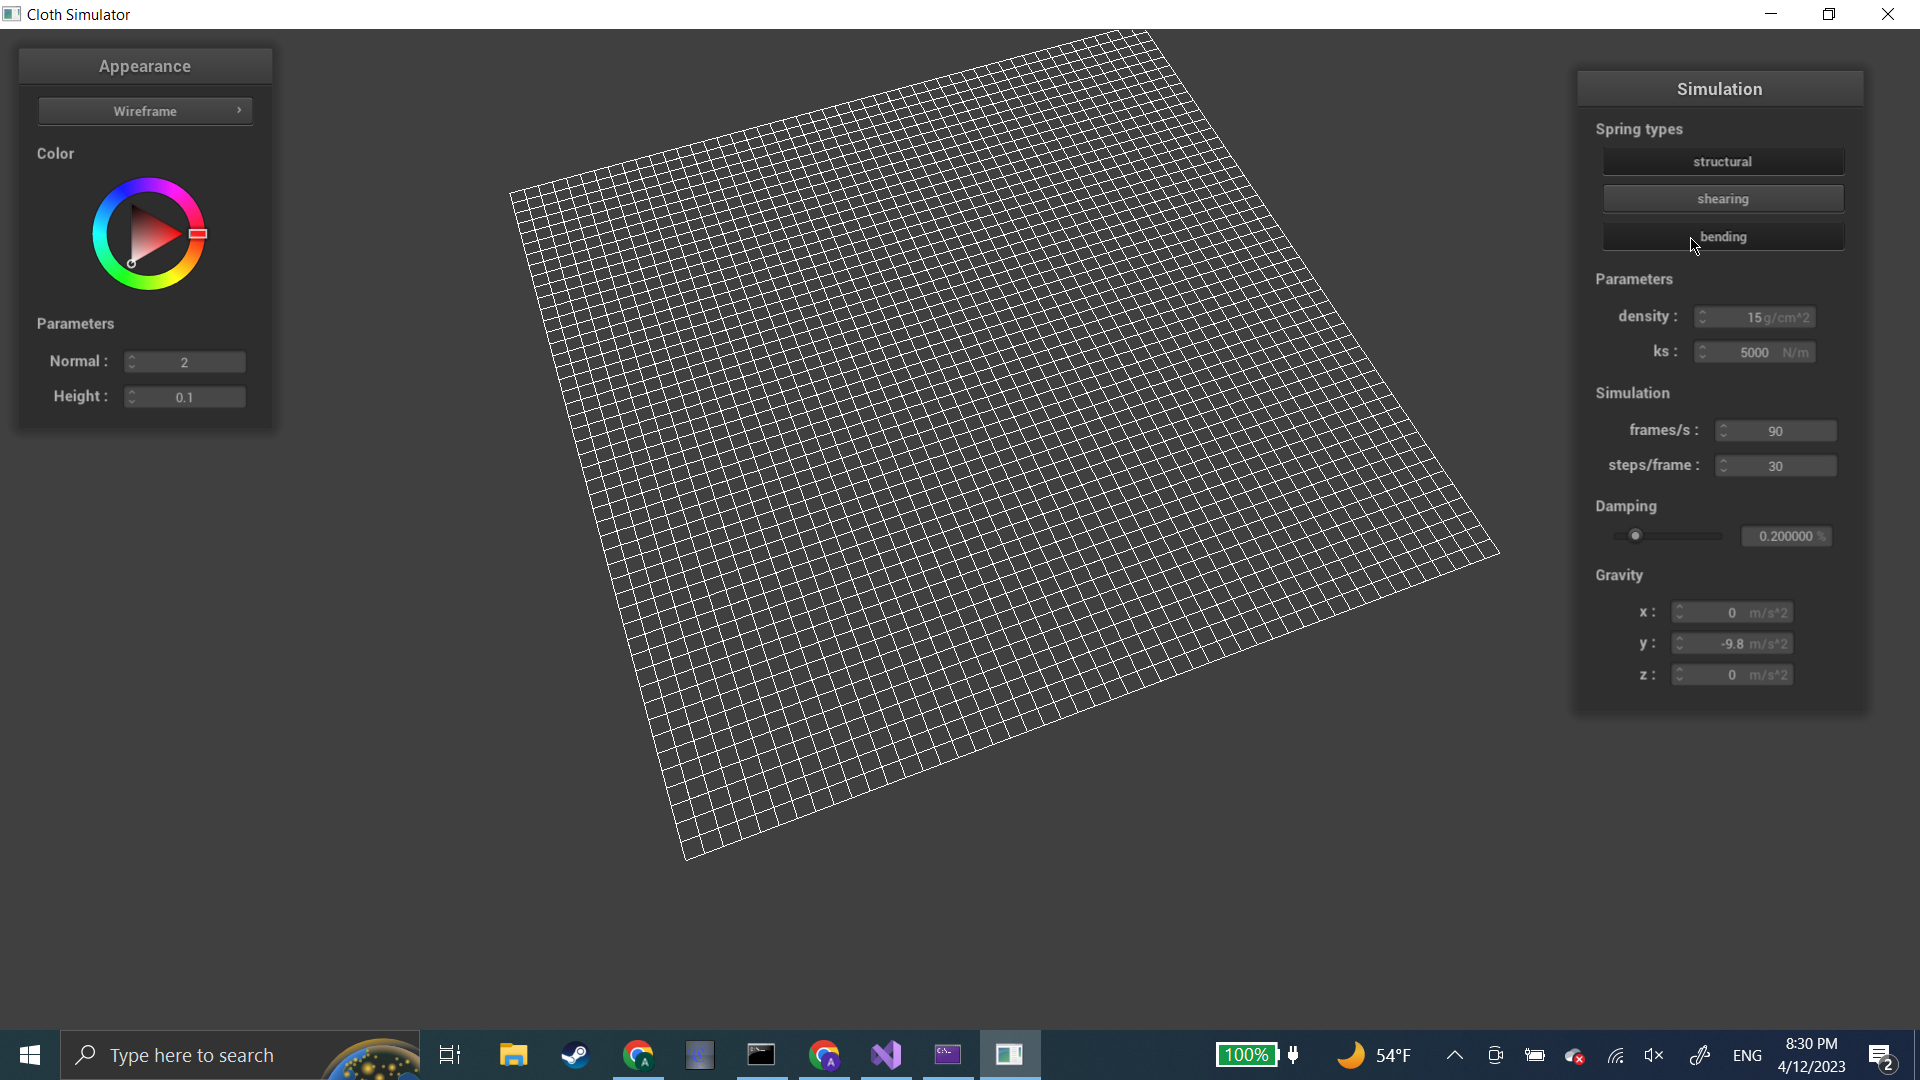 Cloth Simulator
Appearance
Wireframe
Color
Parameters
Normal : 2
Height : 0.1
Simulation
Spring types
structural
shearing
bending
Parameters
density : 15 g/cm^2
ks : 5000 N/m
Simulation
frames/s : 90
steps/frame : 30
Damping
0.200000 %
Gravity
x : 0 m/s^2
y : -9.8 m/s^2
z : 0 m/s^2
Type here to search
100%
54°F
ENG
8:30 PM
4/12/2023
2